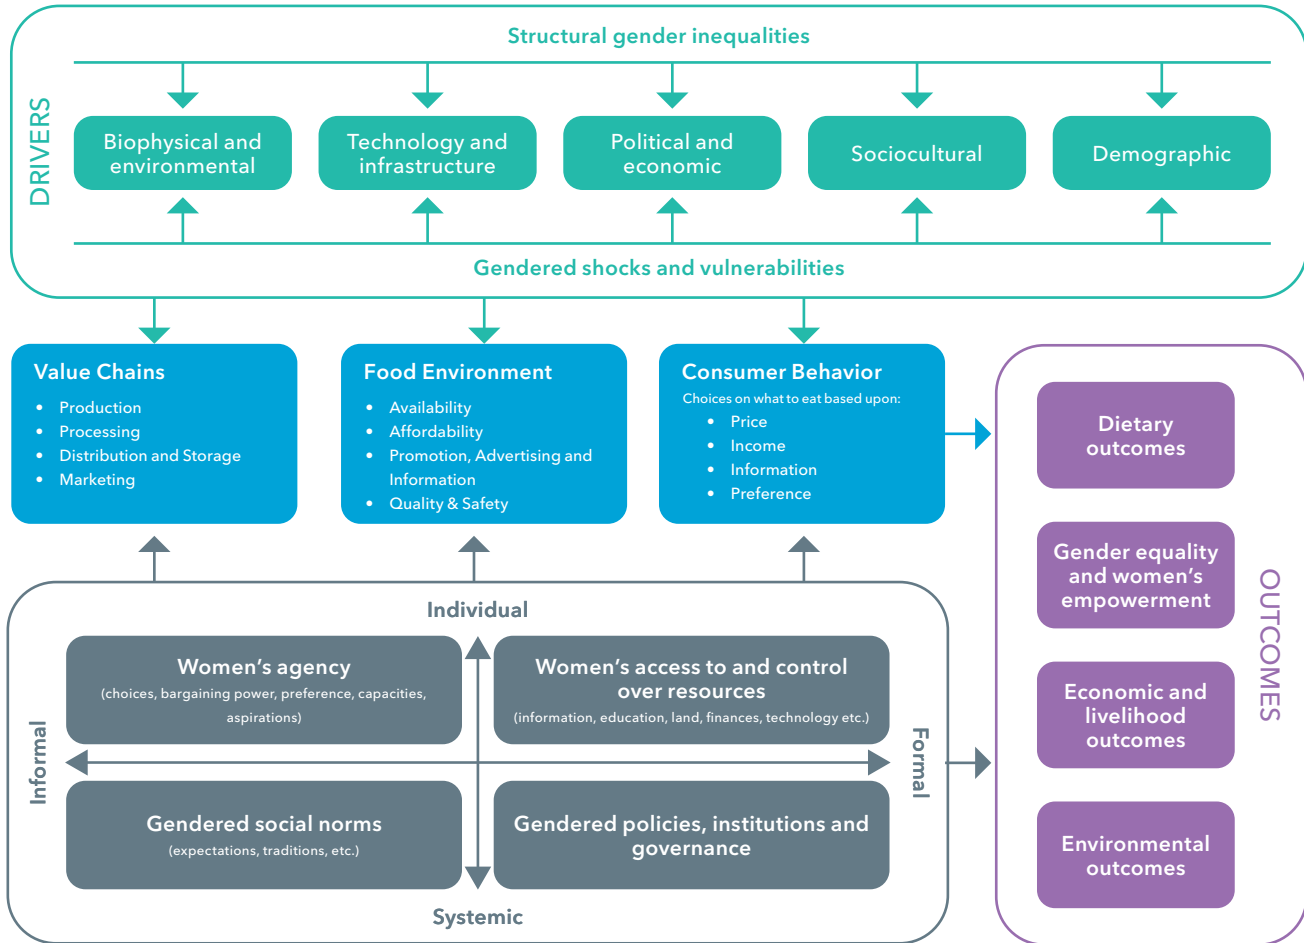 Structural gender inequalities
DRIVERS
Biophysical and
environmental
Technology and
infrastructure
Political and
economic
Sociocultural
Demographic
Gendered shocks and vulnerabilities
Value Chains
• Production
• Processing
• Distribution and Storage
• Marketing
Food Environment
• Availability
• Affordability
• Promotion, Advertising and
Information
• Quality & Safety
Consumer Behavior
Choices on what to eat based upon:
• Price
• Income
• Information
• Preference
Individual
Informal
Women's agency
(choices, bargaining power, preference, capacities,
aspirations)
Women's access to and control
over resources
(information, education, land, finances, technology etc.)
Gendered social norms
(expectations, traditions, etc.)
Gendered policies, institutions and
governance
Formal
Systemic
Dietary
outcomes
Gender equality
and women's
empowerment
Economic and
livelihood
outcomes
Environmental
outcomes
OUTCOMES